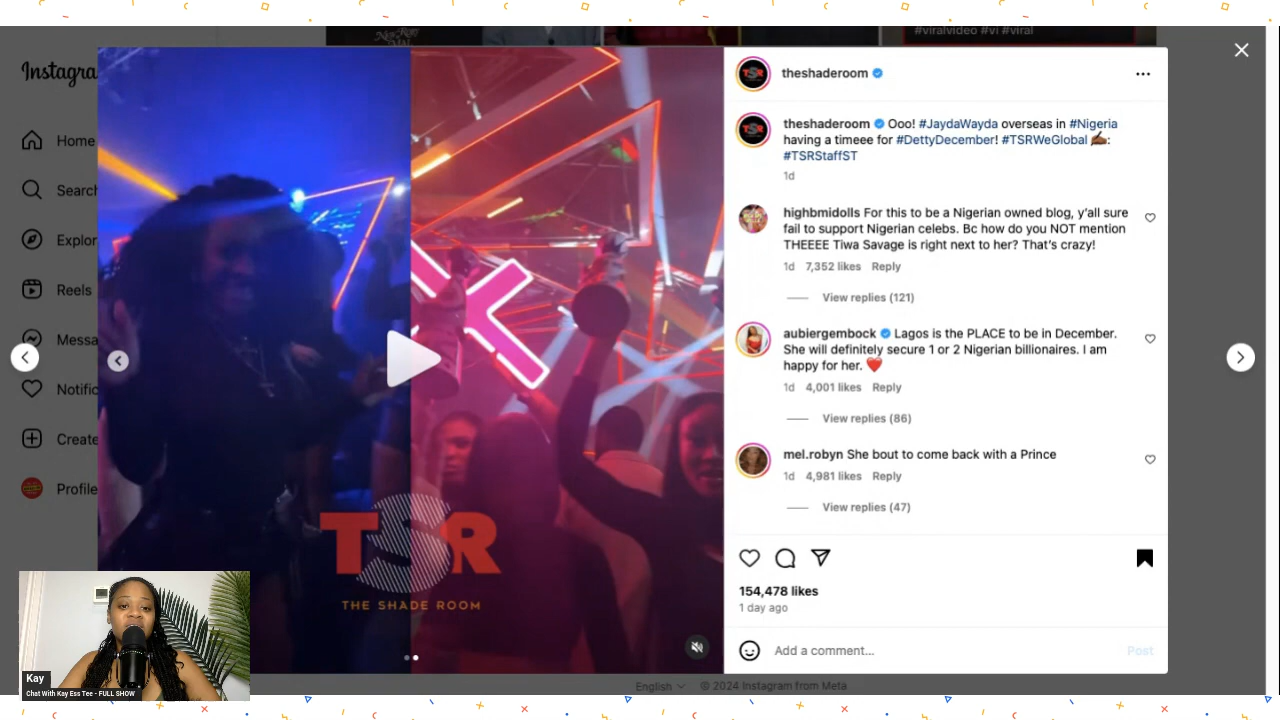 #viralvideo #vi #viral
Instagra
Home
Search
Explor
Reels
Messa
Notific
Create
Profile
TSR
THE SHADE ROOM
theshaderoom
theshaderoom Ooo! #JaydaWayda overseas in #Nigeria
having a timeee for #DettyDecember! #TSRWeGlobal ✍🏾:
#TSRStaffST
1d
highbmidolls For this to be a Nigerian owned blog, y'all sure
fail to support Nigerian celebs. Bc how do you NOT mention
THEEEE Tiwa Savage is right next to her? That's crazy!
1d 7,352 likes Reply
View replies (121)
aubiergembock Lagos is the PLACE to be in December.
She will definitely secure 1 or 2 Nigerian billionaires. I am
happy for her. ❤️
1d 4,001 likes Reply
View replies (86)
mel.robyn She bout to come back with a Prince
1d 4,981 likes Reply
View replies (47)
154,478 likes
1 day ago
Add a comment...
Post
English © 2024 Instagram from Meta
Kay
Chat With Kay Ess Tee - FULL SHOW